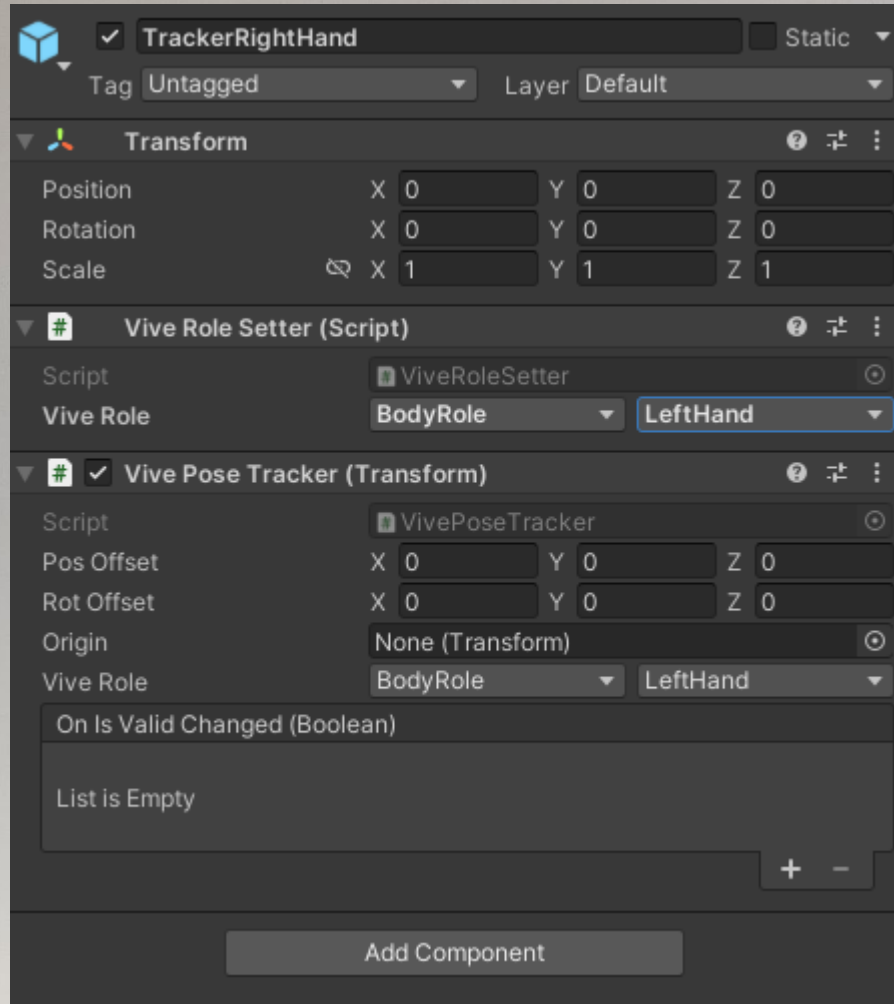 TrackerRightHand Static
Tag Untagged Layer Default
Transform
Position X 0 Y 0 Z 0
Rotation X 0 Y 0 Z 0
Scale X 1 Y 1 Z 1
# Vive Role Setter (Script)
Script # ViveRoleSetter
Vive Role BodyRole LeftHand
# Vive Pose Tracker (Transform)
Script # VivePoseTracker
Pos Offset X 0 Y 0 Z 0
Rot Offset X 0 Y 0 Z 0
Origin None (Transform)
Vive Role BodyRole LeftHand
On Is Valid Changed (Boolean)
List is Empty
+ −
Add Component